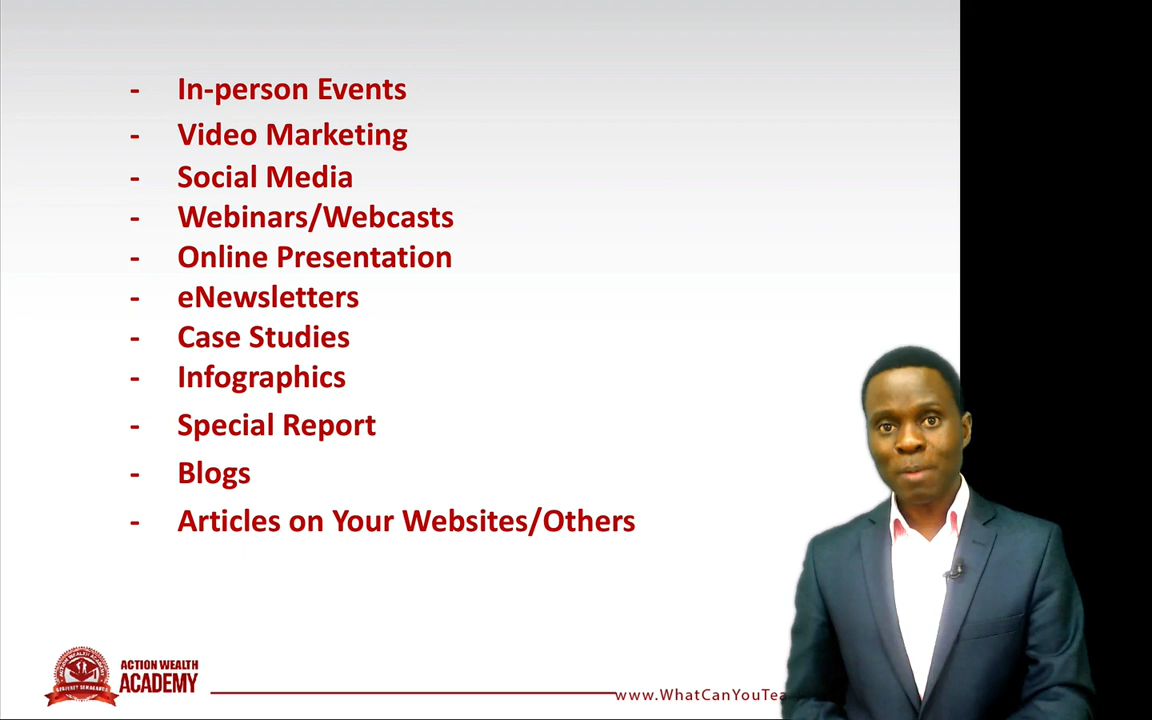 - In-person Events
- Video Marketing
- Social Media
- Webinars/Webcasts
- Online Presentation
- eNewsletters
- Case Studies
- Infographics
- Special Report
- Blogs
- Articles on Your Websites/Others
ACTION WEALTH
ACADEMY